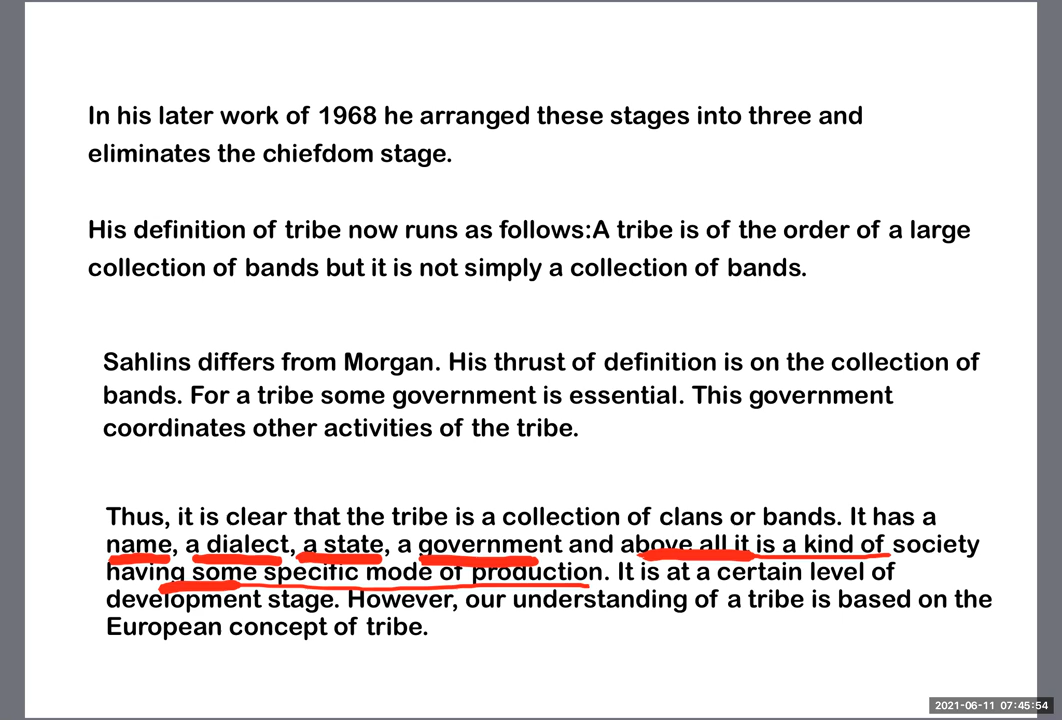 In his later work of 1968 he arranged these stages into three and
eliminates the chiefdom stage.
His definition of tribe now runs as follows:A tribe is of the order of a large
collection of bands but it is not simply a collection of bands.
Sahlins differs from Morgan. His thrust of definition is on the collection of
bands. For a tribe some government is essential. This government
coordinates other activities of the tribe.
Thus, it is clear that the tribe is a collection of clans or bands. It has a
name, a dialect, a state, a government and above all it is a kind of society
having some specific mode of production. It is at a certain level of
development stage. However, our understanding of a tribe is based on the
European concept of tribe.
2021-06-11 07:45:54